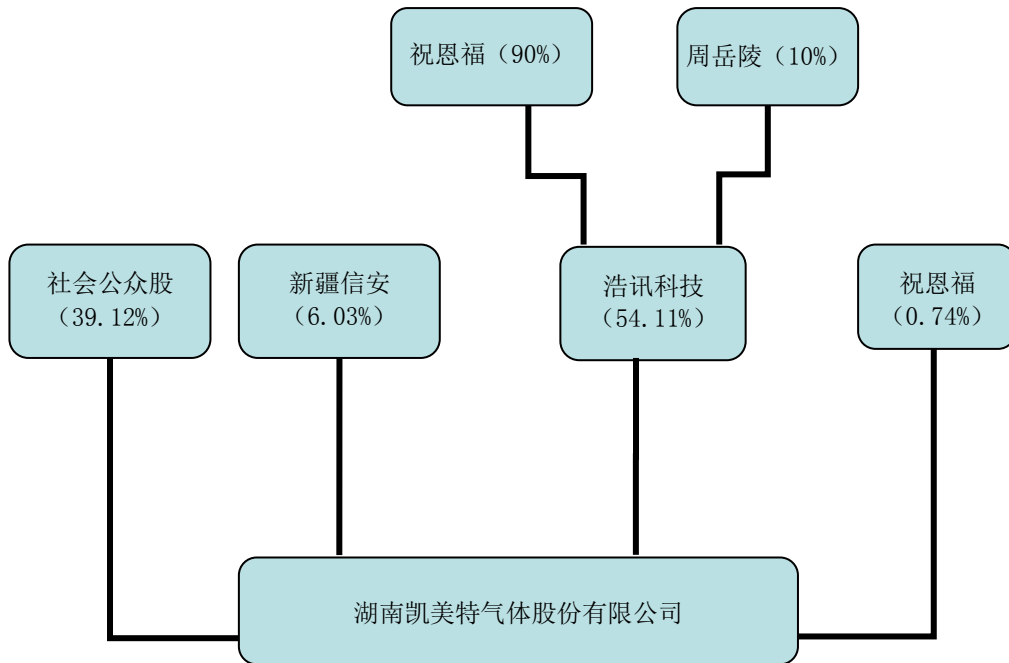 祝恩福（90%）
周岳陵（10%）
社会公众股
（39.12%）
新疆信安
（6.03%）
浩讯科技
（54.11%）
祝恩福
（0.74%）
湖南凯美特气体股份有限公司